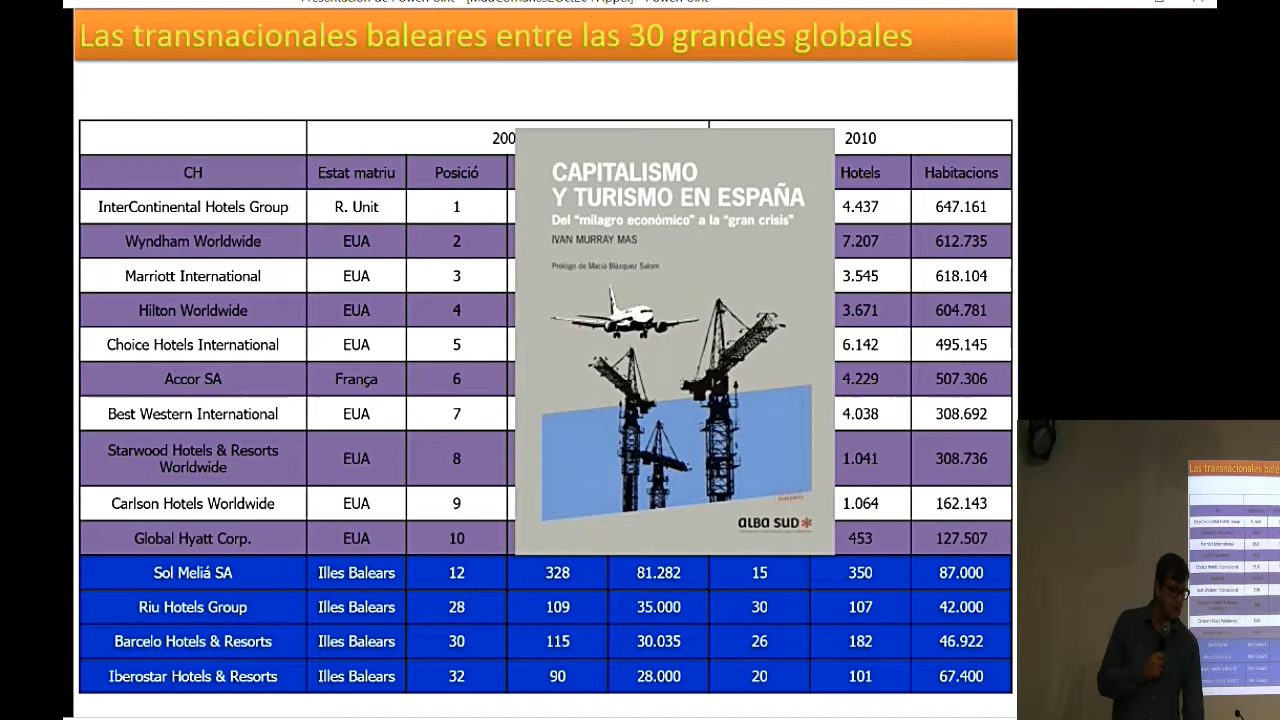 Las transnacionales baleares entre las 30 grandes globales
200 2010
CH Estat matriu Posició Hotels Habitacions
InterContinental Hotels Group R. Unit 1 4.437 647.161
Wyndham Worldwide EUA 2 7.207 612.735
Marriott International EUA 3 3.545 618.104
Hilton Worldwide EUA 4 3.671 604.781
Choice Hotels International EUA 5 6.142 495.145
Accor SA França 6 4.229 507.306
Best Western International EUA 7 4.038 308.692
Starwood Hotels & Resorts
Worldwide EUA 8 1.041 308.736
Carlson Hotels Worldwide EUA 9 1.064 162.143
Global Hyatt Corp. EUA 10 453 127.507
Sol Meliá SA Illes Balears 12 328 81.282 15 350 87.000
Riu Hotels Group Illes Balears 28 109 35.000 30 107 42.000
Barcelo Hotels & Resorts Illes Balears 30 115 30.035 26 182 46.922
Iberostar Hotels & Resorts Illes Balears 32 90 28.000 20 101 67.400
CAPITALISMO
Y TURISMO EN ESPAÑA
Del "milagro económico" a la "gran crisis"
IVAN MURRAY MAS
Prólogo de Macià Blázquez Salom
ALBA SUD
Las transnacionales bale